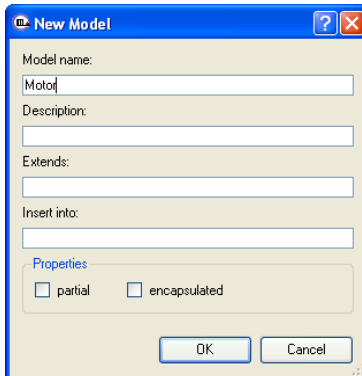 New Model
Model name:
Motor
Description:
Extends:
Insert into:
Properties
partial encapsulated
OK Cancel